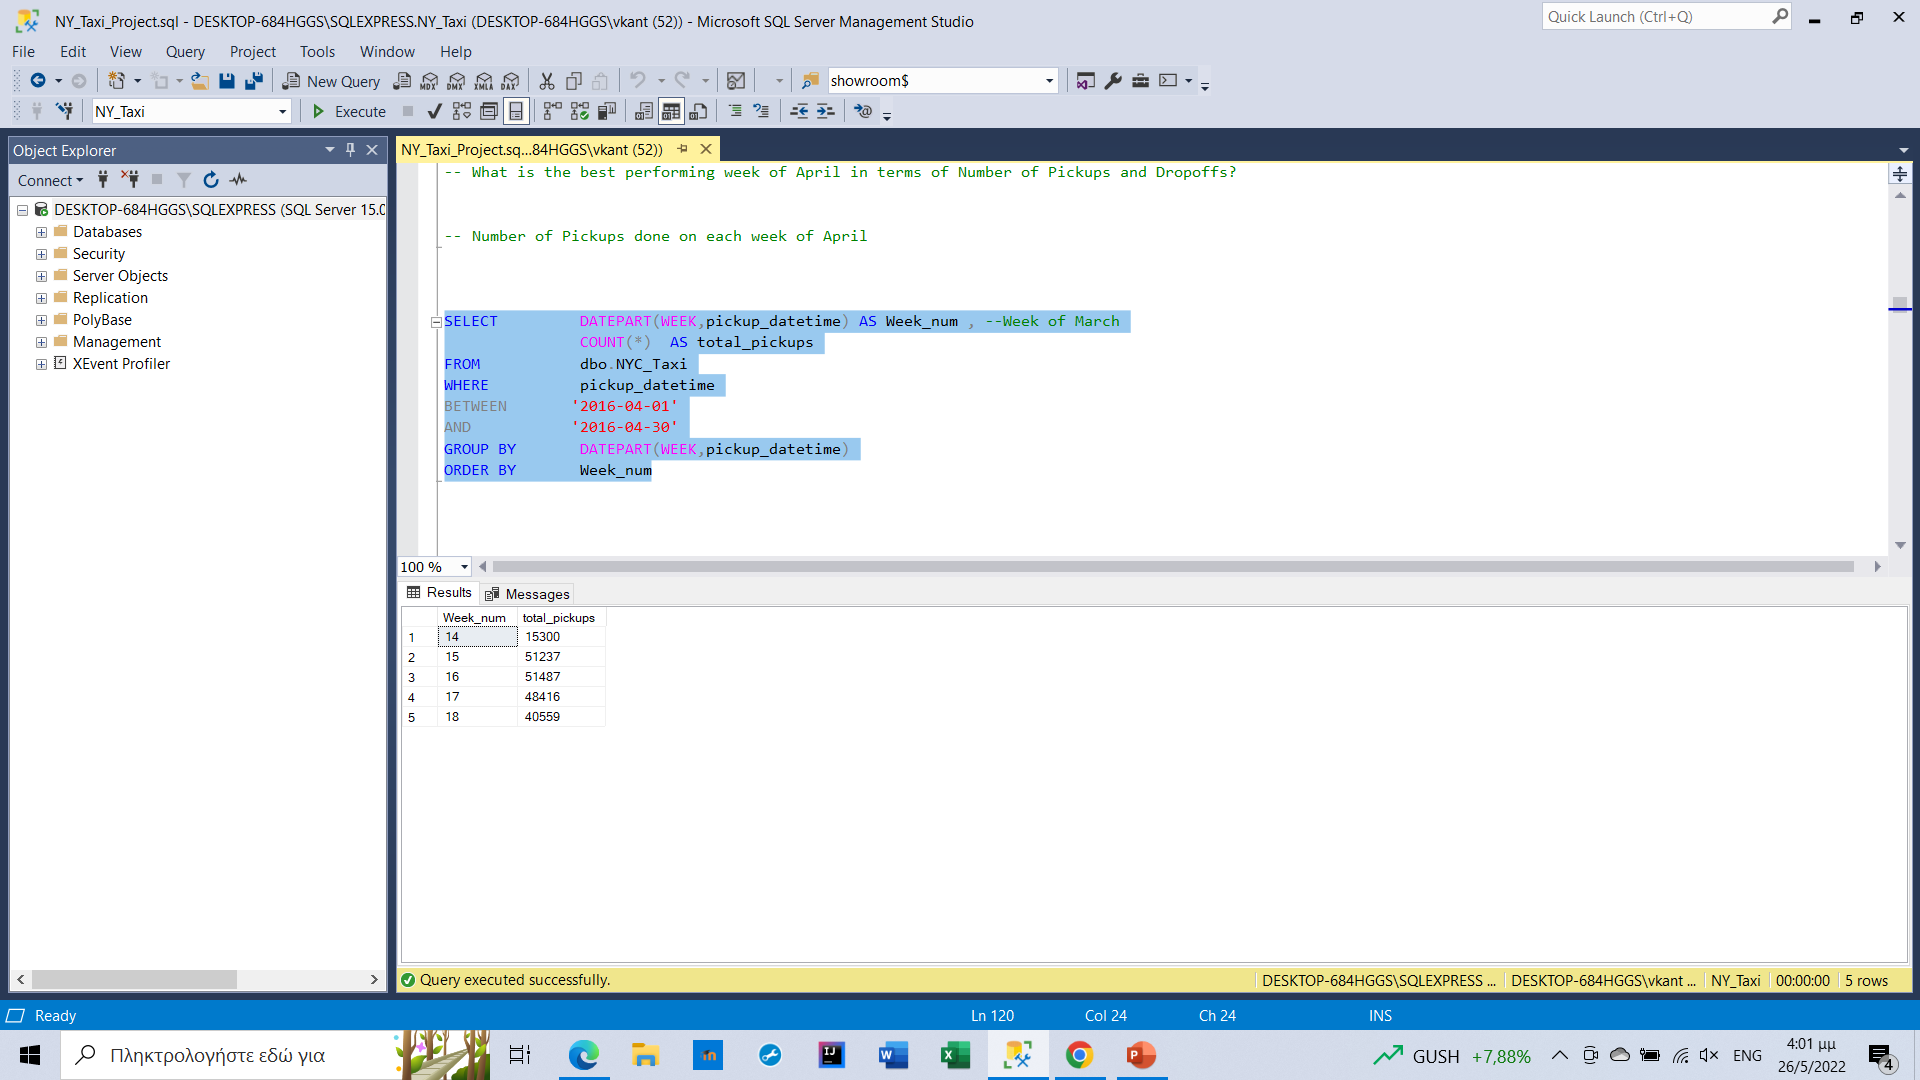 NY_Taxi_Project.sql - DESKTOP-684HGGS\SQLEXPRESS.NY_Taxi (DESKTOP-684HGGS\vkant (52)) - Microsoft SQL Server Management Studio
Quick Launch (Ctrl+Q)
File Edit View Query Project Tools Window Help
New Query MDX DMX XMLA DAX showroom$
NY_Taxi Execute
Object Explorer
NY_Taxi_Project.sq...84HGGS\vkant (52))
Connect
DESKTOP-684HGGS\SQLEXPRESS (SQL Server 15.0
Databases
Security
Server Objects
Replication
PolyBase
Management
XEvent Profiler
-- What is the best performing week of April in terms of Number of Pickups and Dropoffs?
-- Number of Pickups done on each week of April
SELECT DATEPART(WEEK,pickup_datetime) AS Week_num , --Week of March
COUNT(*) AS total_pickups
FROM dbo.NYC_Taxi
WHERE pickup_datetime
BETWEEN '2016-04-01'
AND '2016-04-30'
GROUP BY DATEPART(WEEK,pickup_datetime)
ORDER BY Week_num
100 %
Results Messages
Week_num total_pickups
1 14 15300
2 15 51237
3 16 51487
4 17 48416
5 18 40559
Query executed successfully.
DESKTOP-684HGGS\SQLEXPRESS ... DESKTOP-684HGGS\vkant ... NY_Taxi 00:00:00 5 rows
Ready Ln 120 Col 24 Ch 24 INS
Πληκτρολογήστε εδώ για
GUSH +7,88% ENG
4:01 μμ
26/5/2022
4